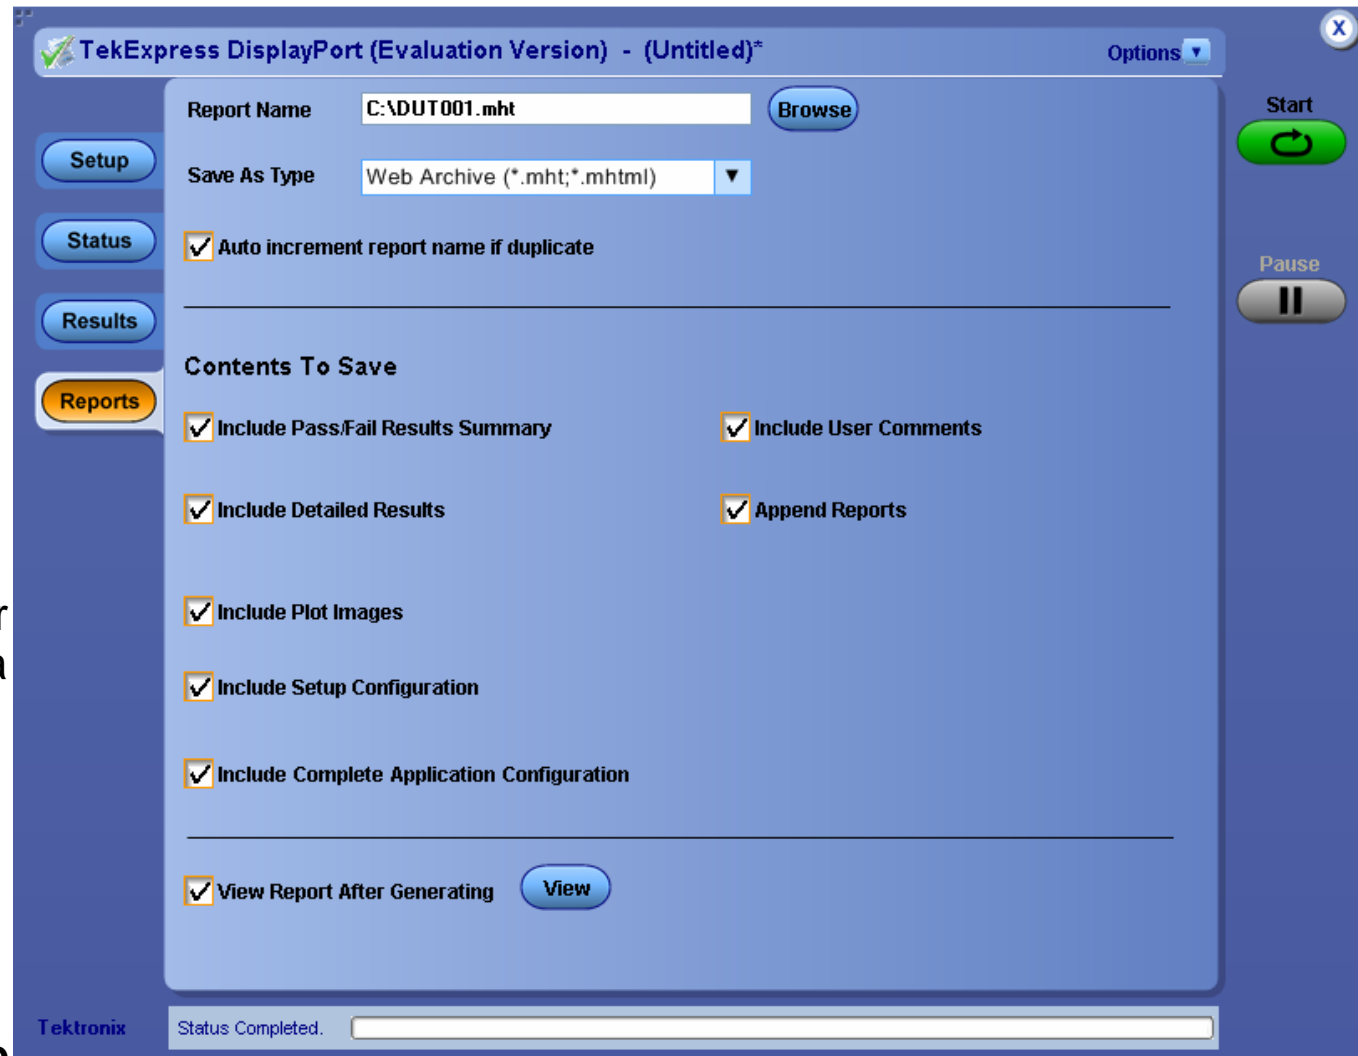 TekExpress DisplayPort (Evaluation Version) - (Untitled)*
Options
X
Report Name
C:\DUT001.mht
Browse
Start
Setup
Save As Type
Web Archive (*.mht;*.mhtml)
Status
Auto increment report name if duplicate
Pause
Results
Contents To Save
Reports
Include Pass/Fail Results Summary
Include User Comments
Include Detailed Results
Append Reports
r
Include Plot Images
a
Include Setup Configuration
Include Complete Application Configuration
View Report After Generating
View
Tektronix
Status Completed.